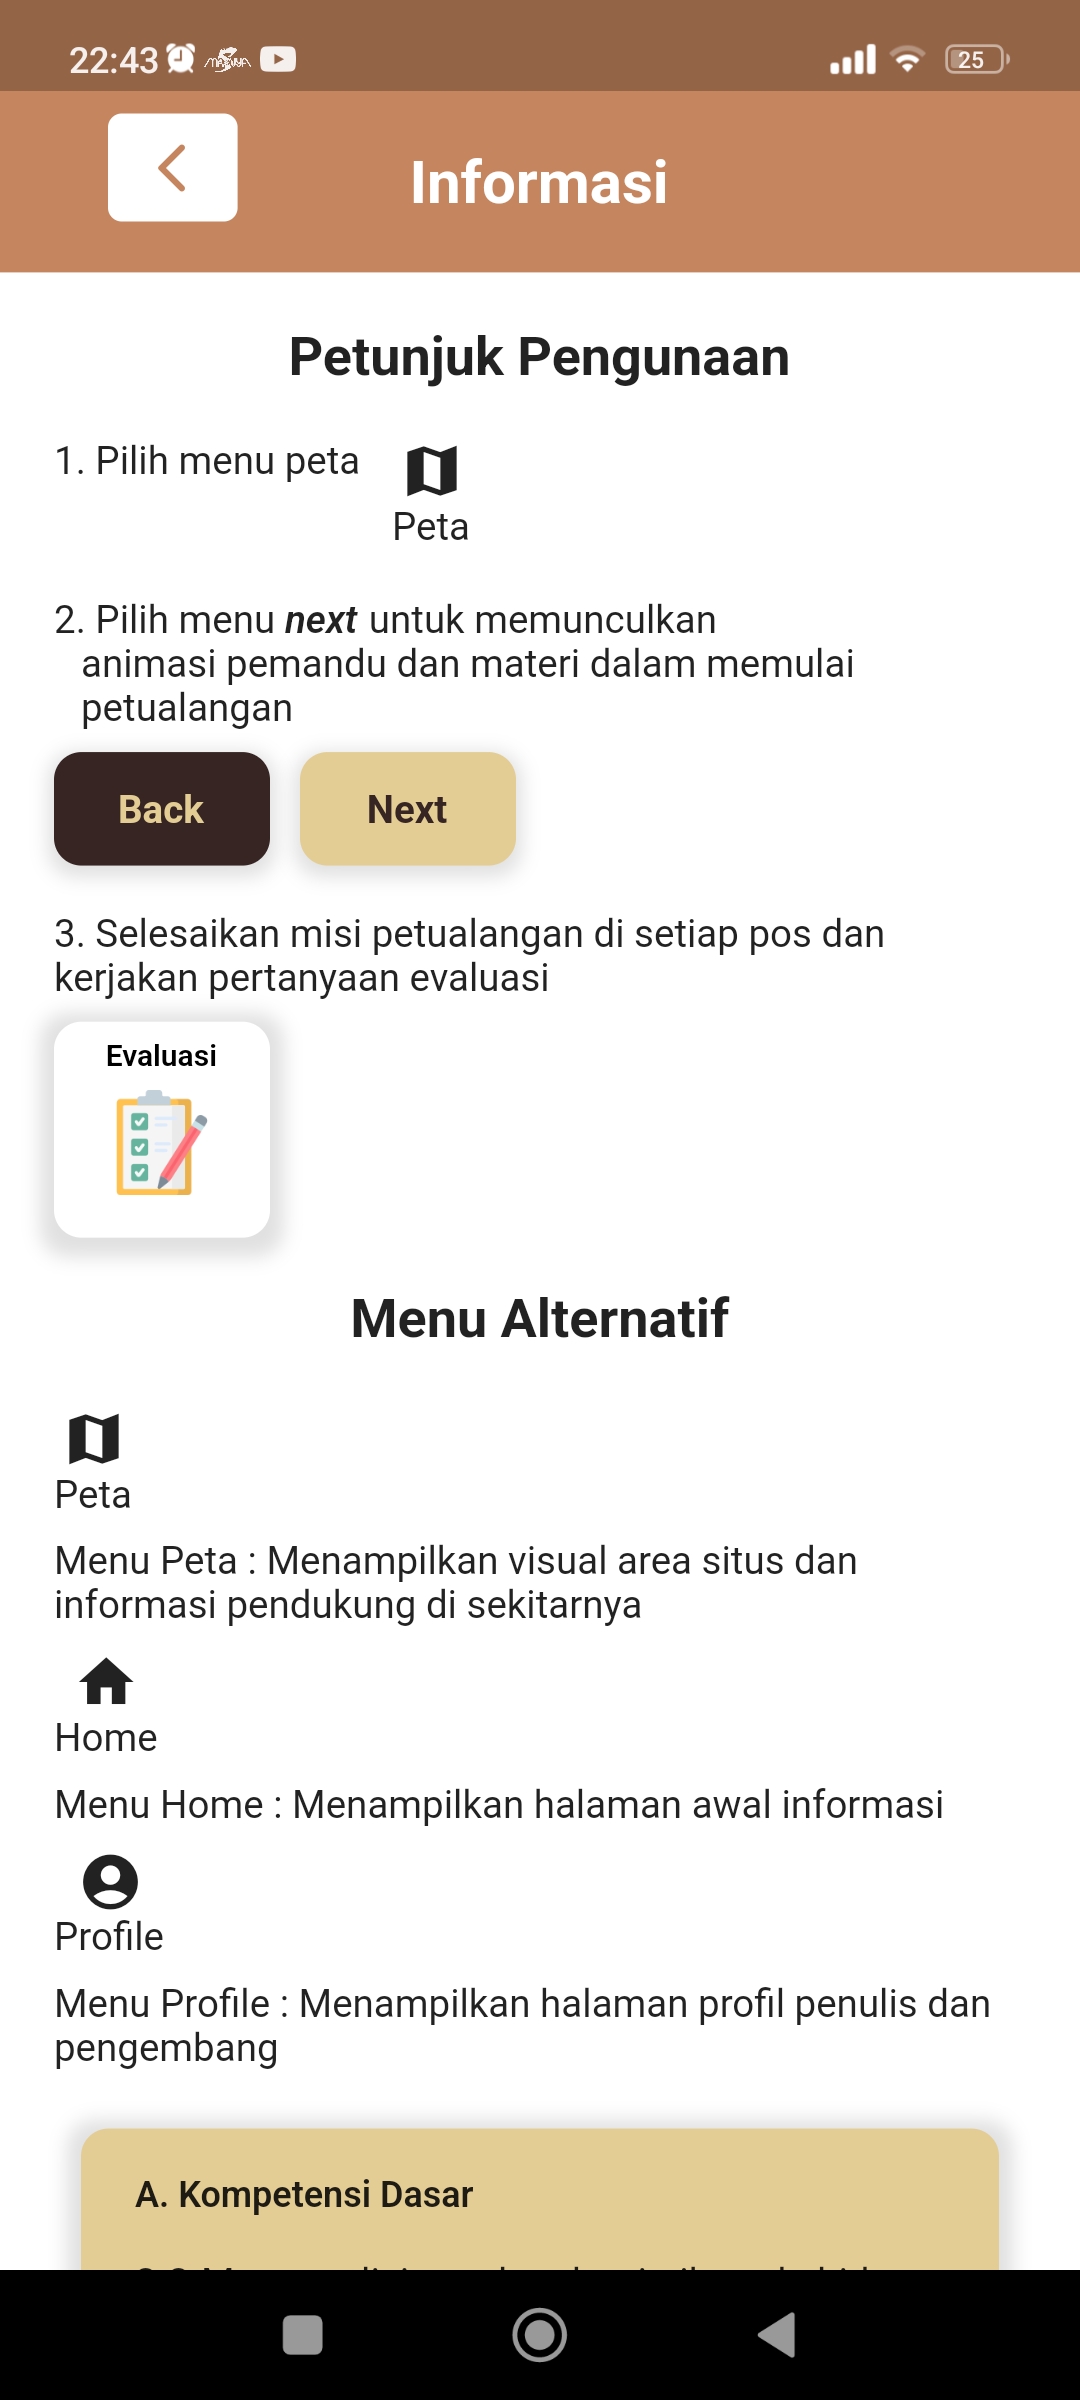 22:43
25
Informasi
Petunjuk Pengunaan
1. Pilih menu peta
Peta
2. Pilih menu next untuk memunculkan
animasi pemandu dan materi dalam memulai
petualangan
Back Next
3. Selesaikan misi petualangan di setiap pos dan
kerjakan pertanyaan evaluasi
Evaluasi
Menu Alternatif
Peta
Menu Peta : Menampilkan visual area situs dan
informasi pendukung di sekitarnya
Home
Menu Home : Menampilkan halaman awal informasi
Profile
Menu Profile : Menampilkan halaman profil penulis dan
pengembang
A. Kompetensi Dasar